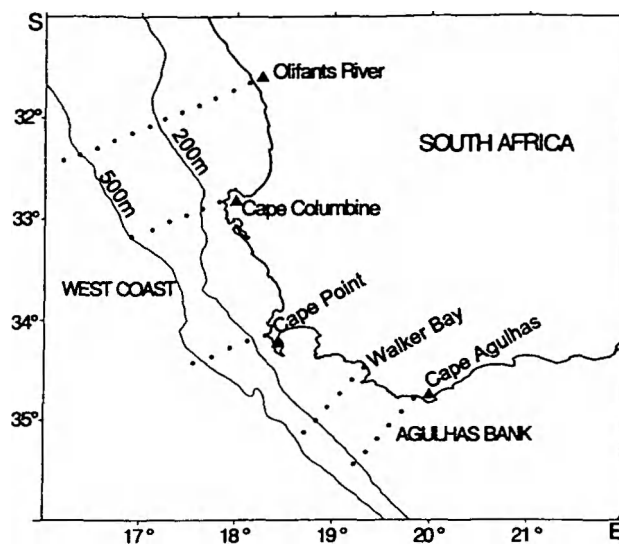 S
Olifants River
32°
200m
SOUTH AFRICA
500m
33°
Cape Columbine
WEST COAST
Cape Point
34°
Walker Bay
Cape Agulhas
35°
AGULHAS BANK
17° 18° 19° 20° 21° E